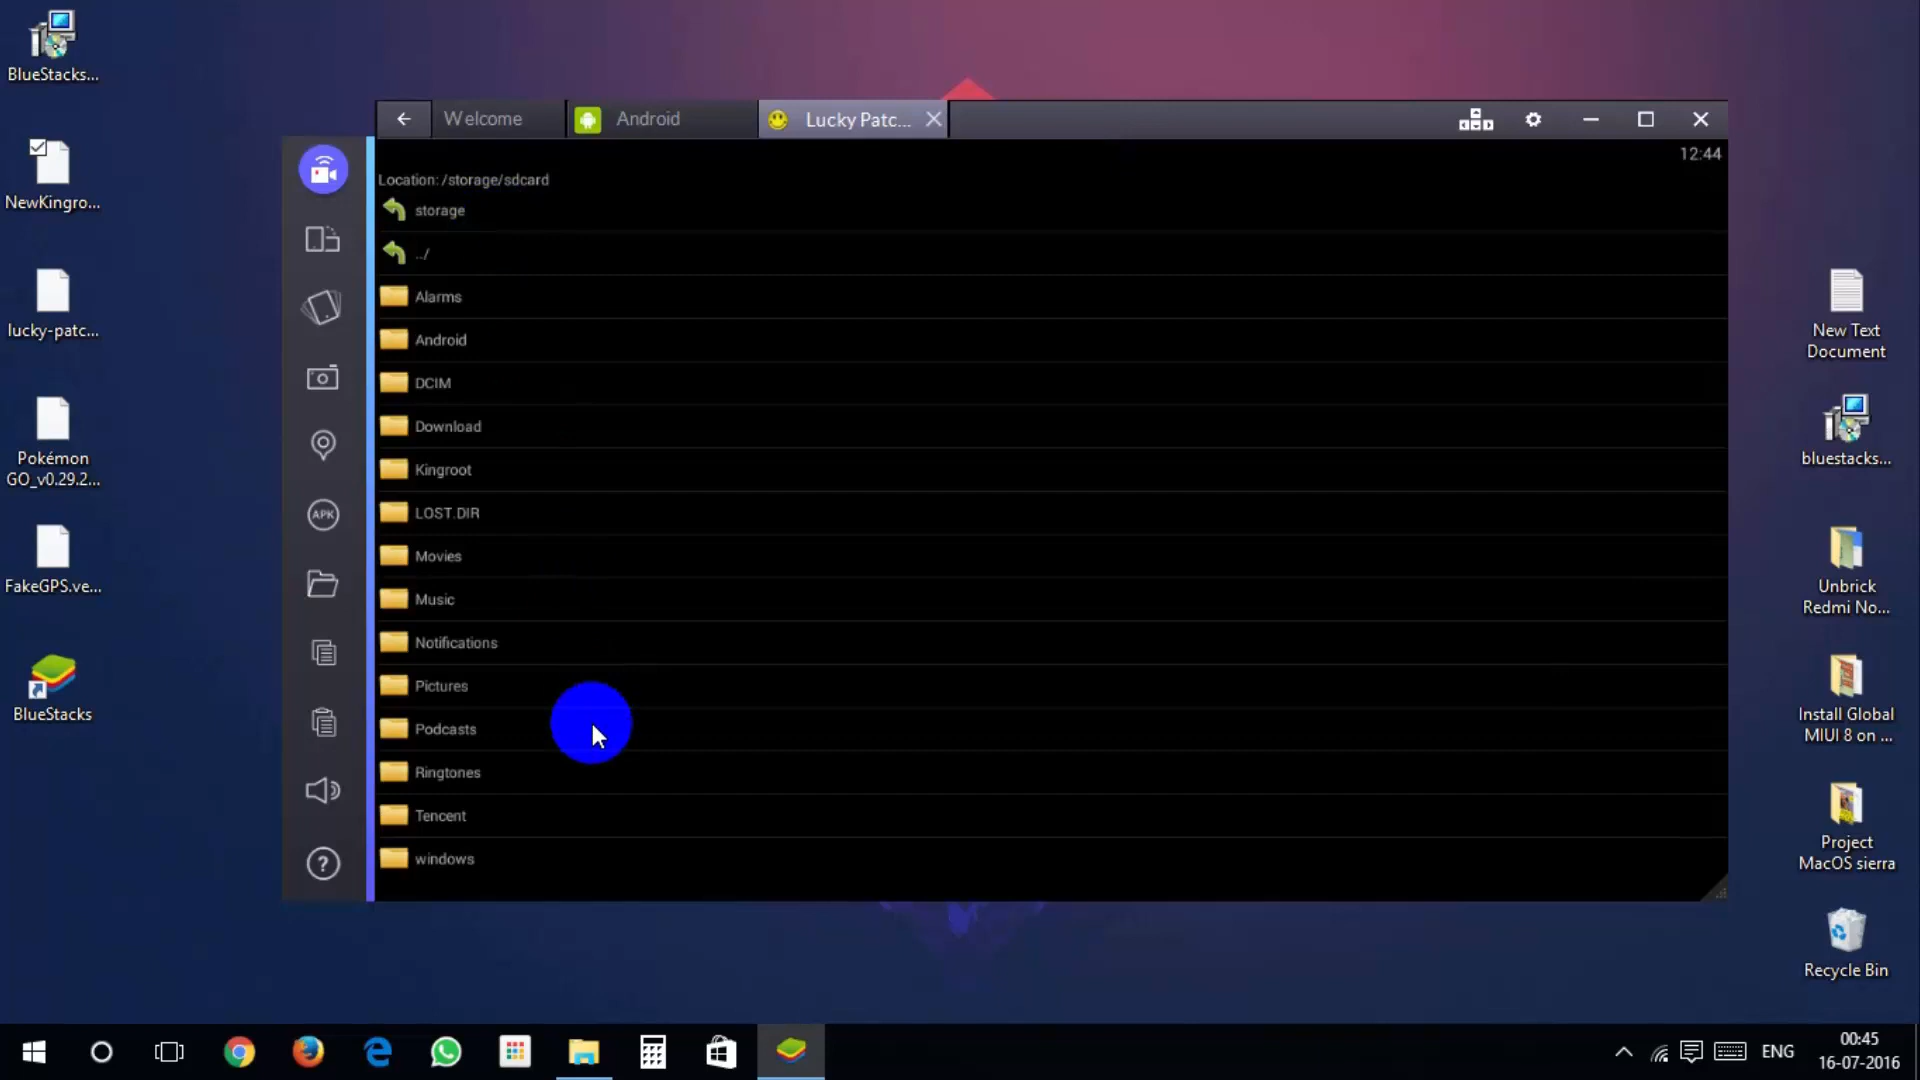 BlueStacks...
NewKingro...
lucky-patc...
Pokémon
GO_v0.29.2...
FakeGPS.ve...
BlueStacks
Welcome
Android
Lucky Patc...
12:44
Location: /storage/sdcard
storage
../
Alarms
Android
DCIM
Download
Kingroot
LOST.DIR
Movies
Music
Notifications
Pictures
Podcasts
Ringtones
Tencent
windows
APK
?
New Text
Document
bluestacks...
Unbrick
Redmi No...
Install Global
MIUI 8 on ...
Project
MacOS sierra
Recycle Bin
ENG
00:45
16-07-2016